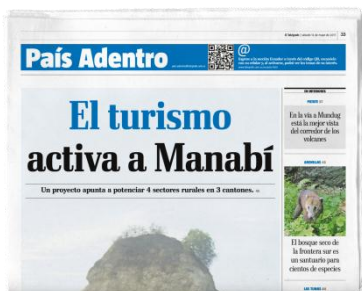 33
País Adentro
@
El turismo
activa a Manabí
Un proyecto apunta a potenciar 4 sectores rurales en 3 cantones.
En la vía a Mundug
está la mejor vista
del corredor de los
volcanes
El bosque seco de
la frontera sur es
un santuario para
cientos de especies